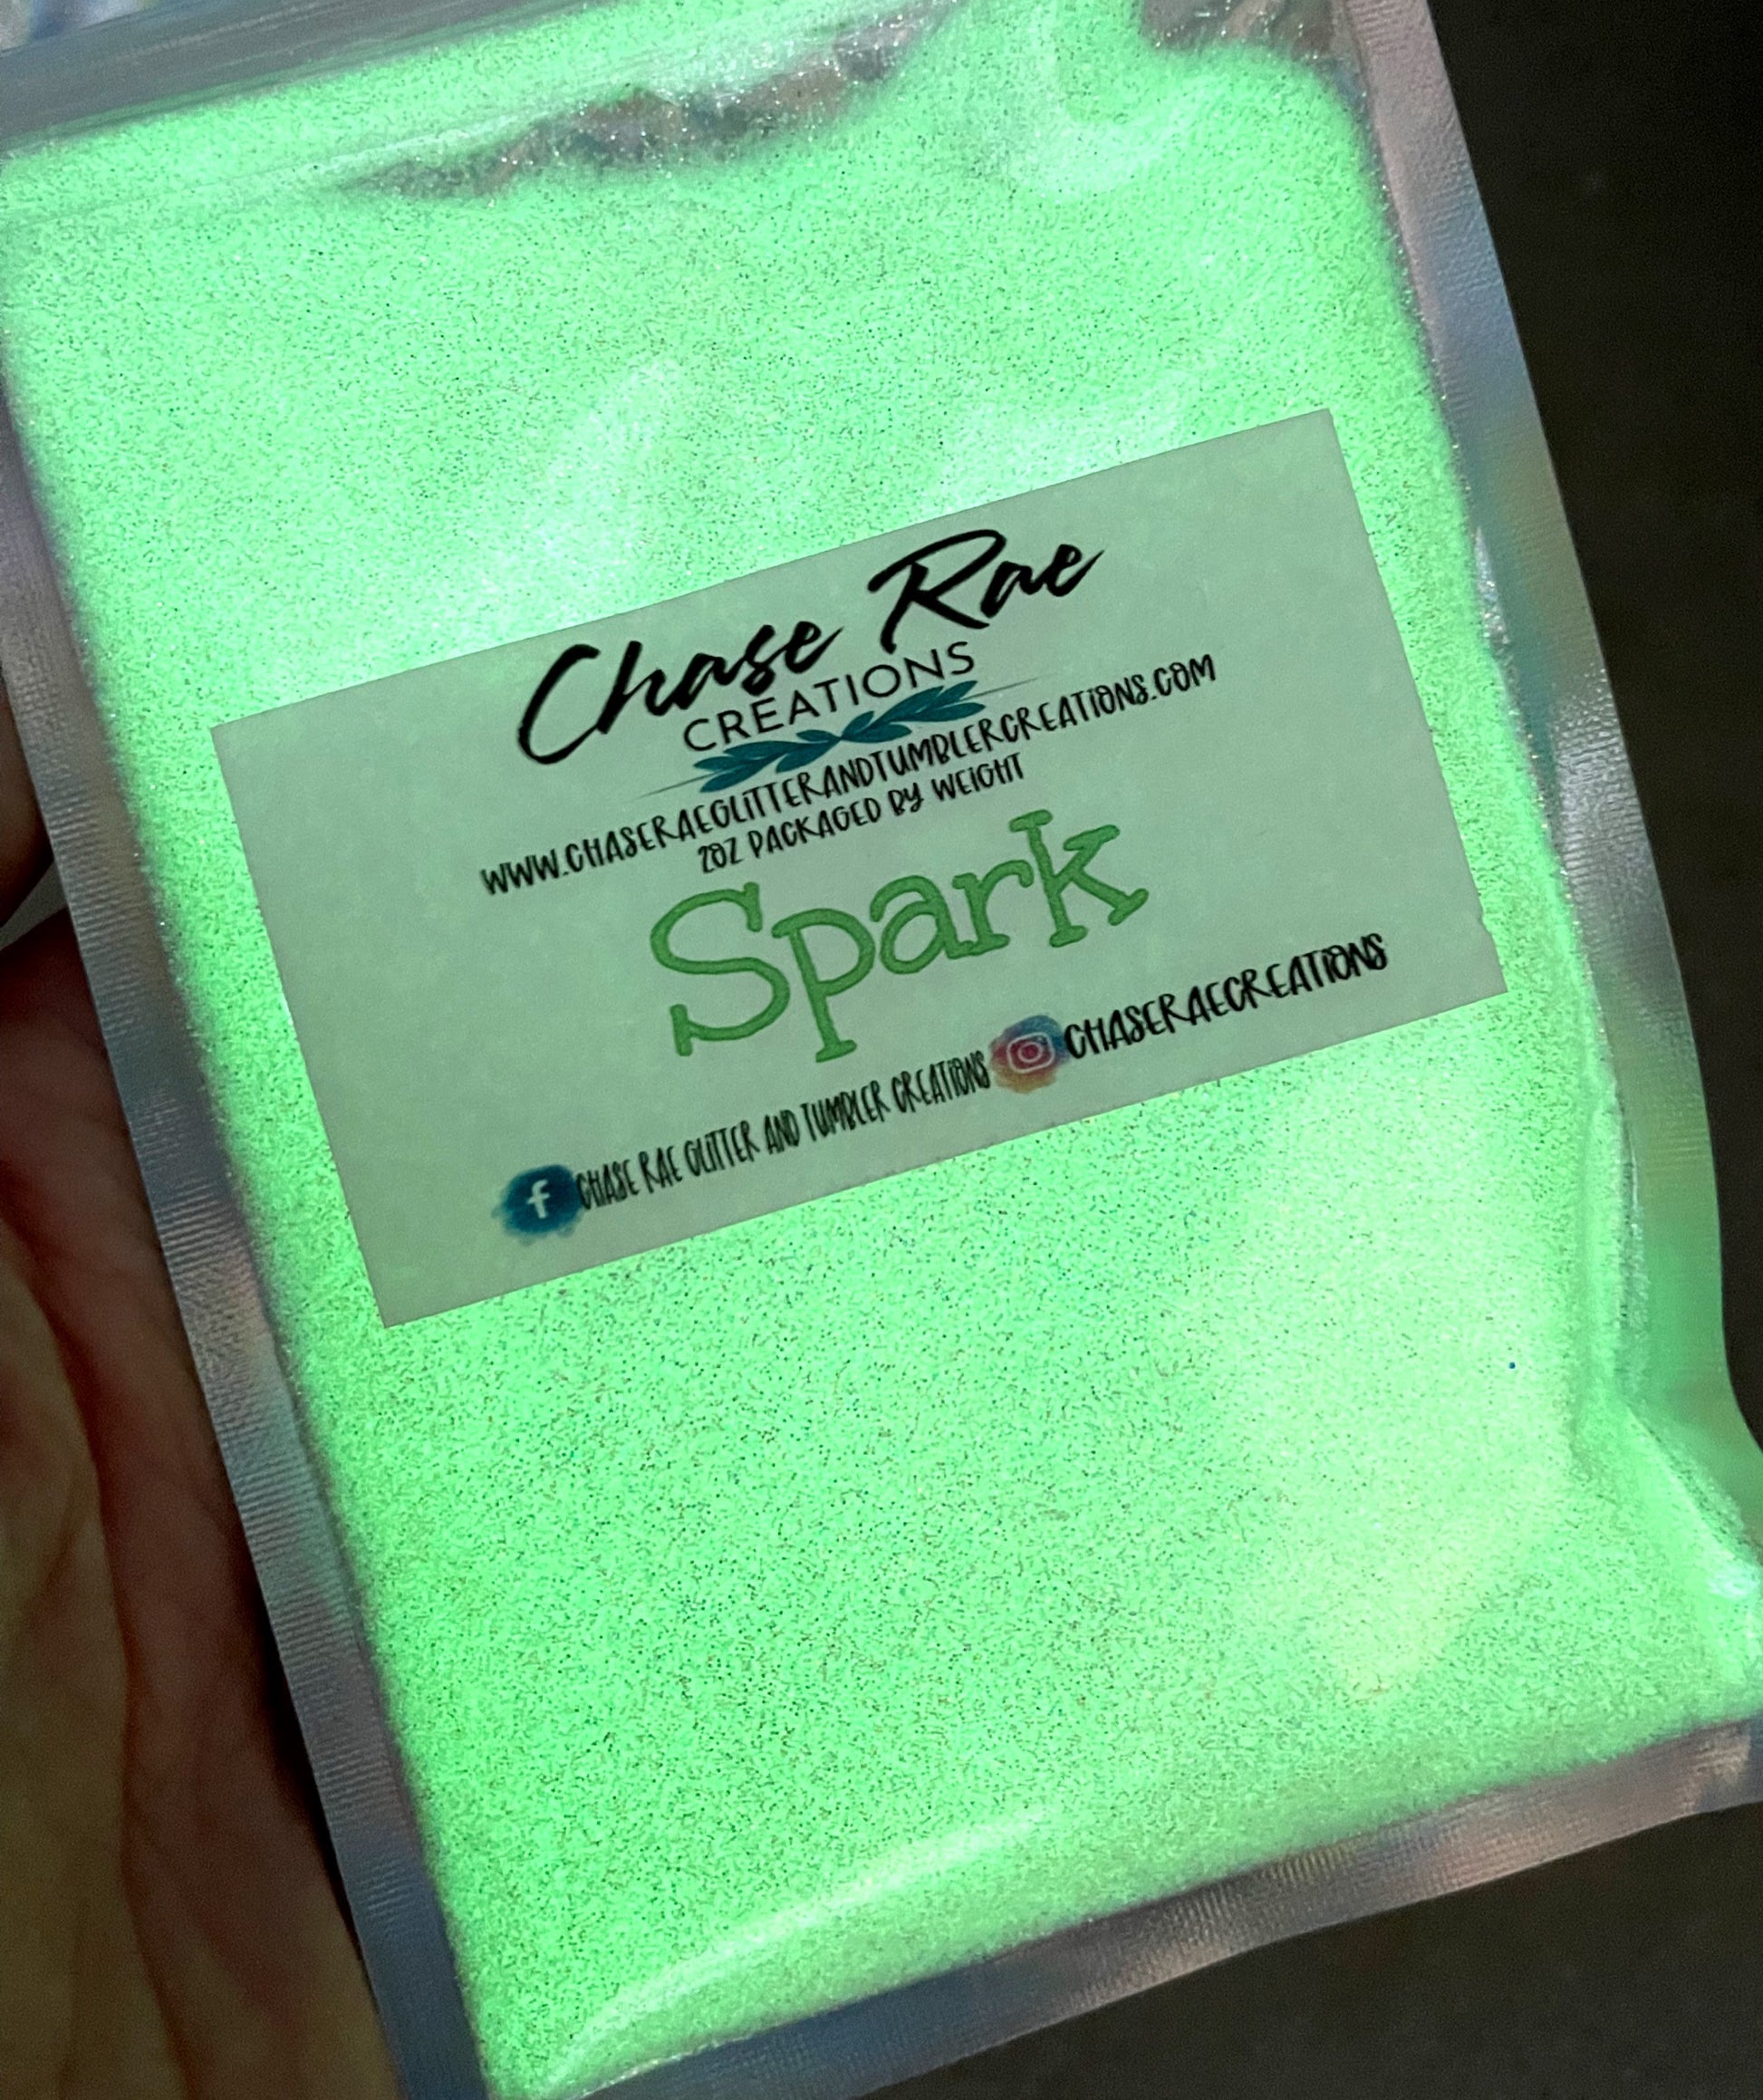 Chase Rae
CREATIONS
WWW.CHASERAEGLITTERANDTUMBLERCREATIONS.COM
2OZ PACKAGED BY WEIGHT
Spark
f CHASE RAE GLITTER AND TUMBLER CREATIONS CHASERAECREATIONS